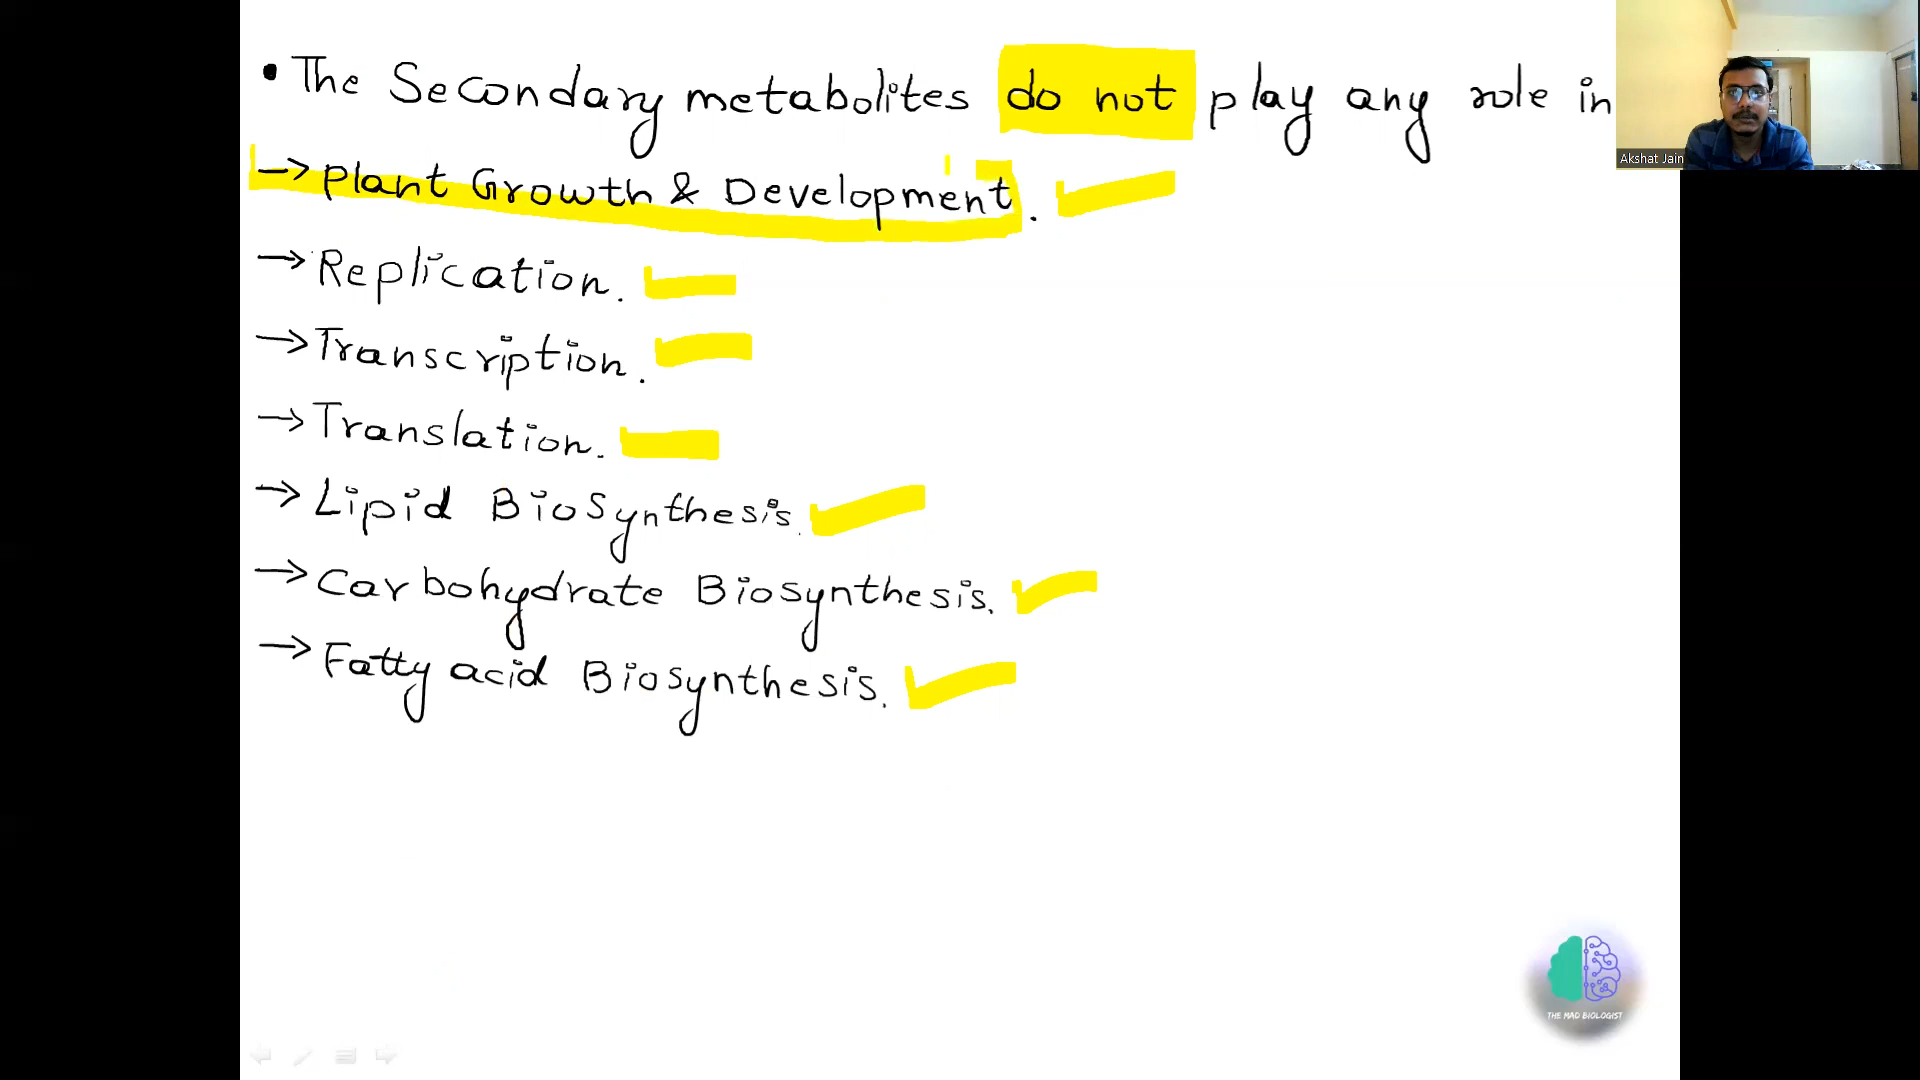 • The Secondary metabolites do not play any role in
→ Plant Growth & Development.
→ Replication.
→ Transcription.
→ Translation.
→ Lipid Biosynthesis.
→ Carbohydrate Biosynthesis.
→ Fatty acid Biosynthesis.
Akshat Jain
THE MAD BIOLOGIST